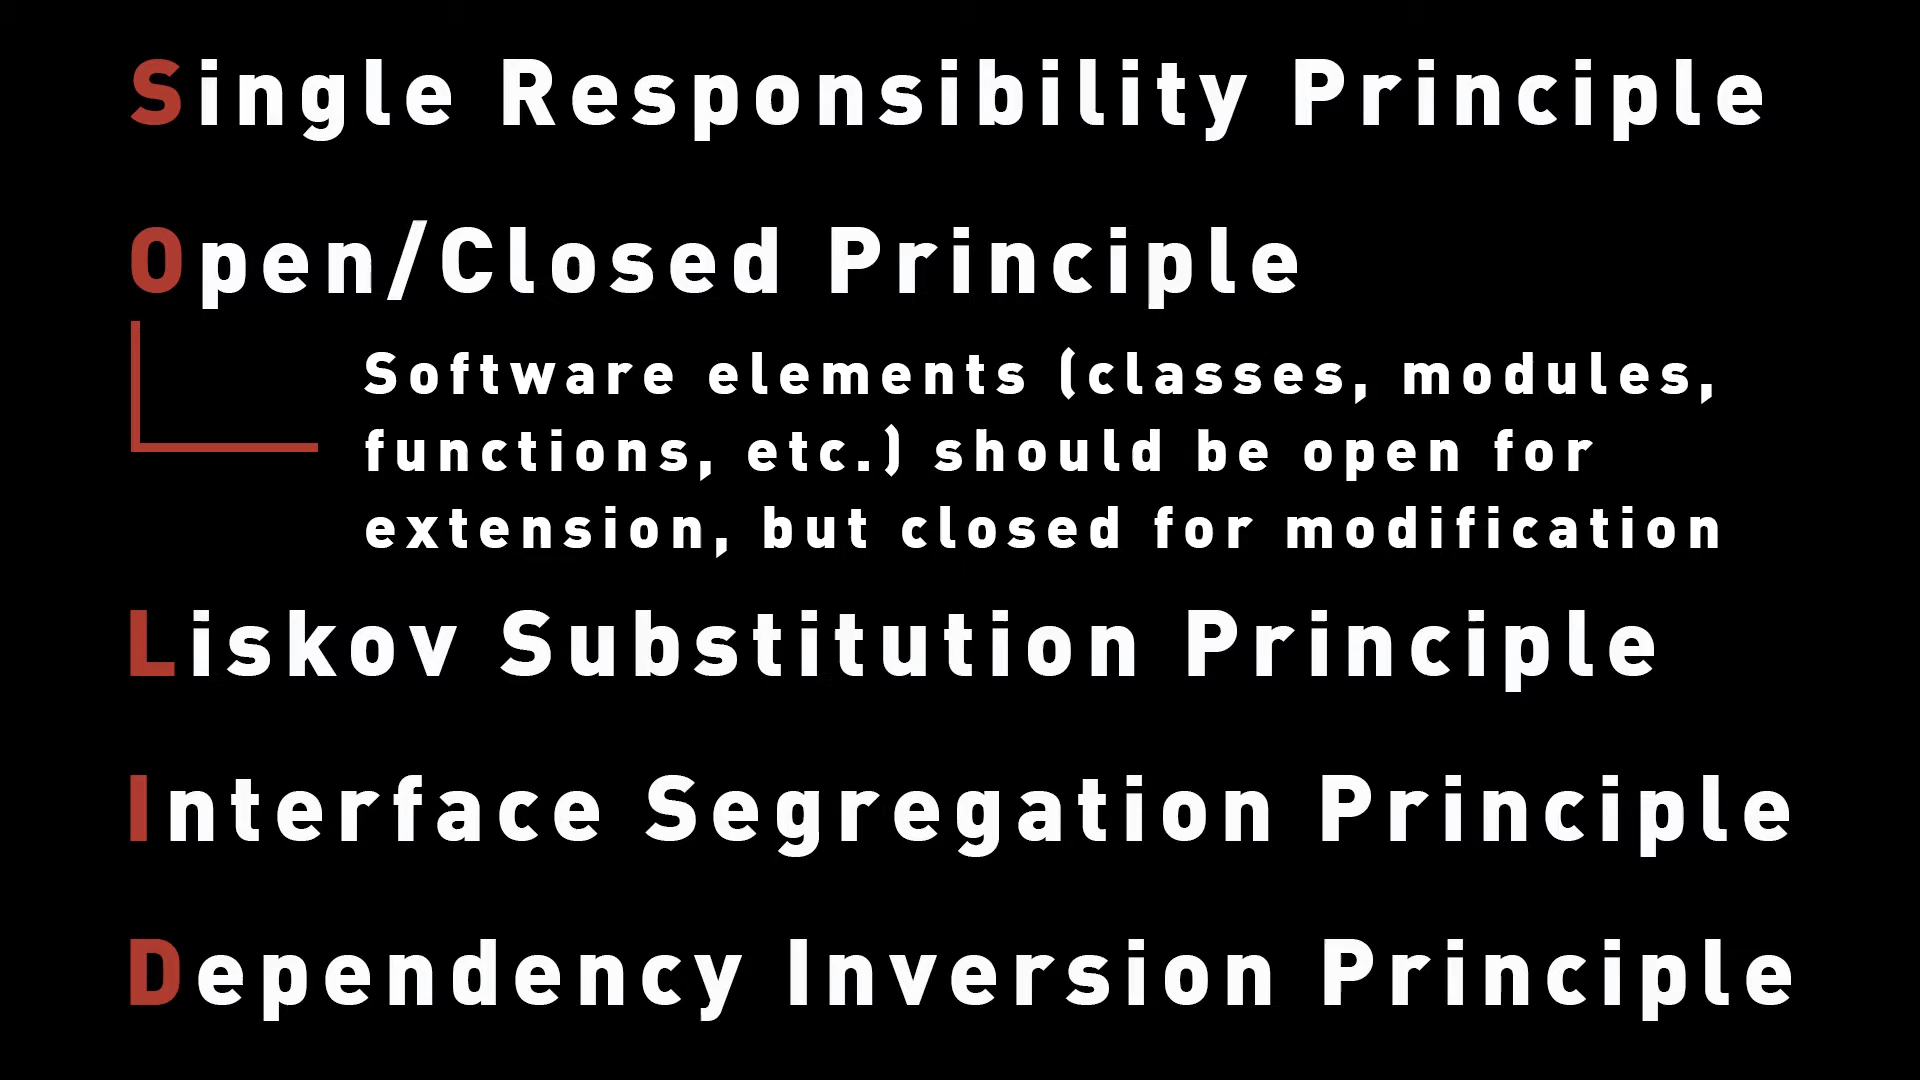 Single Responsibility Principle
Open/Closed Principle
Software elements (classes, modules,
functions, etc.) should be open for
extension, but closed for modification
Liskov Substitution Principle
Interface Segregation Principle
Dependency Inversion Principle